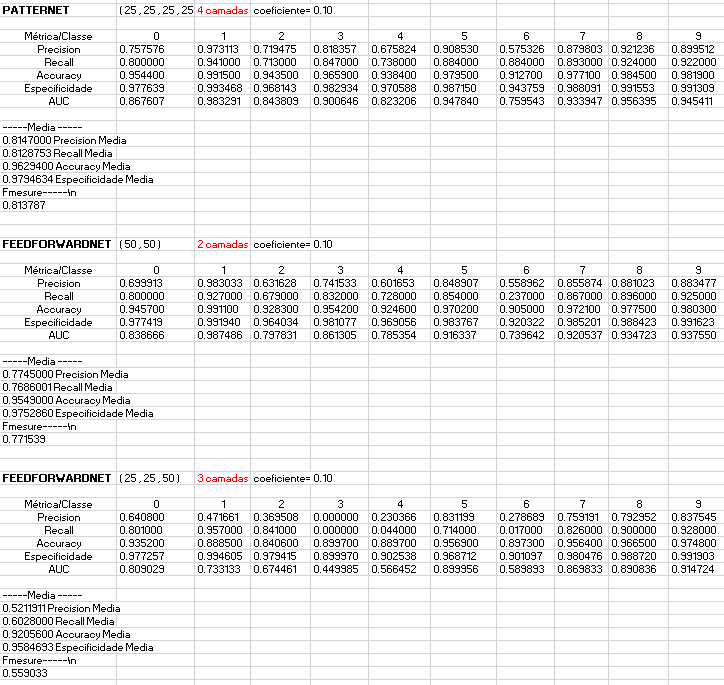 PATTERNET (25,25,25,25 4 camadas coeficiente= 0.10
Métrica/Classe 0 1 2 3 4 5 6 7 8 9
Precision 0.757576 0.973113 0.719475 0.818357 0.675824 0.908530 0.575326 0.879803 0.921236 0.899512
Recall 0.800000 0.941000 0.713000 0.847000 0.738000 0.884000 0.884000 0.893000 0.924000 0.922000
Accuracy 0.954400 0.991500 0.943500 0.965900 0.938400 0.979500 0.912700 0.977100 0.984500 0.981900
Especificidade 0.977639 0.993468 0.968143 0.982934 0.970588 0.987150 0.943759 0.988091 0.991553 0.991309
AUC 0.867607 0.983291 0.843809 0.900646 0.823206 0.947840 0.759543 0.933947 0.956395 0.945411
-----Media -----
0.8147000 Precision Media
0.8128753 Recall Media
0.9629400 Accuracy Media
0.9794634 Especificidade Media
Fmesure-----\n
0.813787
FEEDFORWARDNET (50,50) 2 camadas coeficiente= 0.10
Métrica/Classe 0 1 2 3 4 5 6 7 8 9
Precision 0.699913 0.983033 0.631628 0.741533 0.601653 0.848907 0.558962 0.855874 0.881023 0.883477
Recall 0.800000 0.927000 0.679000 0.832000 0.728000 0.854000 0.237000 0.867000 0.896000 0.925000
Accuracy 0.945700 0.991100 0.928300 0.954200 0.924600 0.970200 0.905000 0.972100 0.977500 0.980300
Especificidade 0.977419 0.991940 0.964034 0.981077 0.969056 0.983767 0.920322 0.985201 0.988423 0.991623
AUC 0.838666 0.987486 0.797831 0.861305 0.785354 0.916337 0.739642 0.920537 0.934723 0.937550
-----Media -----
0.7745000 Precision Media
0.7686001 Recall Media
0.9549000 Accuracy Media
0.9752860 Especificidade Media
Fmesure-----\n
0.771539
FEEDFORWARDNET (25,25,50) 3 camadas coeficiente= 0.10
Métrica/Classe 0 1 2 3 4 5 6 7 8 9
Precision 0.640800 0.471661 0.369508 0.000000 0.230366 0.831199 0.278689 0.759191 0.792952 0.837545
Recall 0.801000 0.957000 0.841000 0.000000 0.044000 0.714000 0.017000 0.826000 0.900000 0.928000
Accuracy 0.935200 0.888500 0.840600 0.899700 0.889700 0.956900 0.897300 0.956400 0.966500 0.974800
Especificidade 0.977257 0.994605 0.979415 0.899970 0.902538 0.968712 0.901097 0.980476 0.988720 0.991903
AUC 0.809029 0.733133 0.674461 0.449985 0.566452 0.899956 0.589893 0.869833 0.890836 0.914724
-----Media -----
0.5211911 Precision Media
0.6028000 Recall Media
0.9205600 Accuracy Media
0.9584693 Especificidade Media
Fmesure-----\n
0.559033